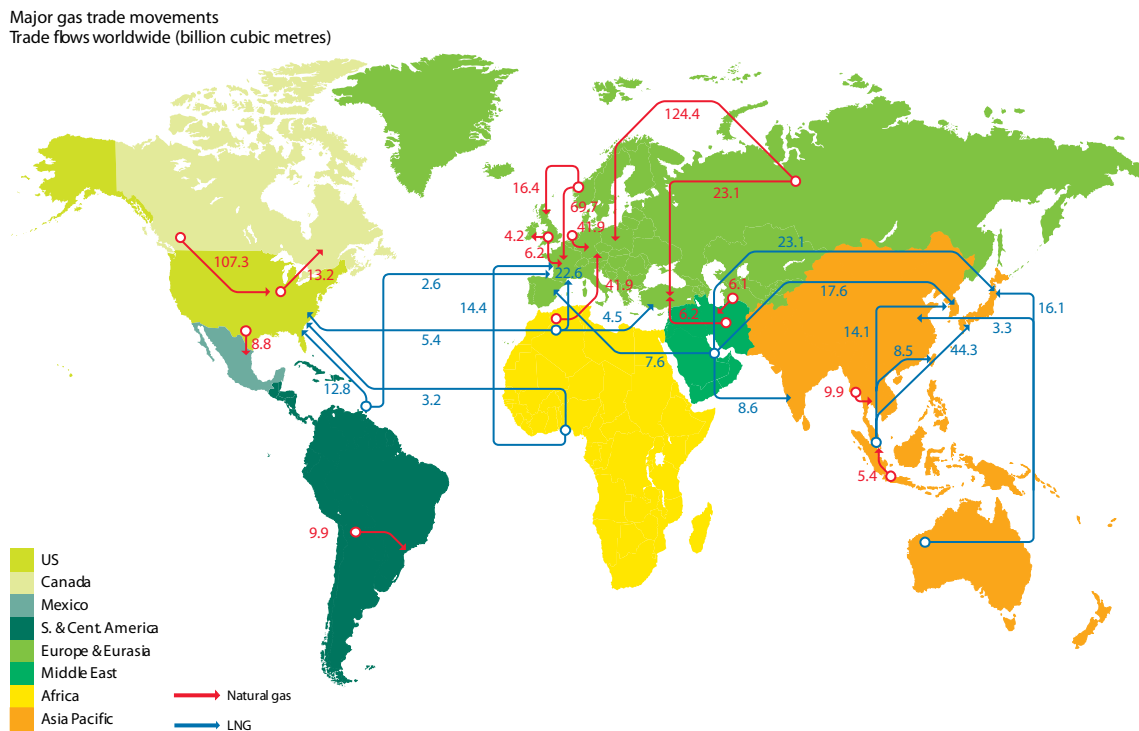 Major gas trade movements
Trade flows worldwide (billion cubic metres)
124.4
16.4
23.1
69.7
41.9
4.2
6.2
23.1
107.3
13.2
2.6
22.6
41.9
6.1
17.6
14.4
4.5
6.2
16.1
5.4
14.1
3.3
8.8
7.6
8.5
44.3
12.8
3.2
8.6
9.9
5.4
9.9
US
Canada
Mexico
S. & Cent. America
Europe & Eurasia
Middle East
Africa
Asia Pacific
Natural gas
LNG